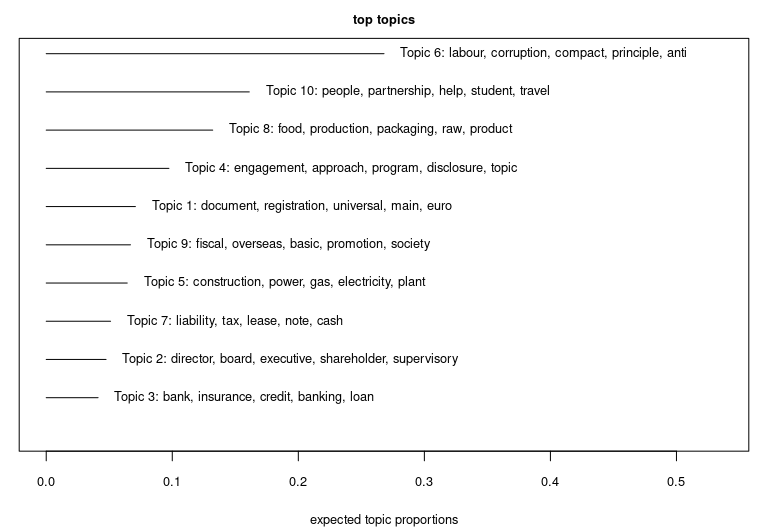 top topics
Topic 6: labour, corruption, compact, principle, anti
Topic 10: people, partnership, help, student, travel
Topic 8: food, production, packaging, raw, product
Topic 4: engagement, approach, program, disclosure, topic
Topic 1: document, registration, universal, main, euro
Topic 9: fiscal, overseas, basic, promotion, society
Topic 5: construction, power, gas, electricity, plant
Topic 7: liability, tax, lease, note, cash
Topic 2: director, board, executive, shareholder, supervisory
Topic 3: bank, insurance, credit, banking, loan
0.0 0.1 0.2 0.3 0.4 0.5
expected topic proportions